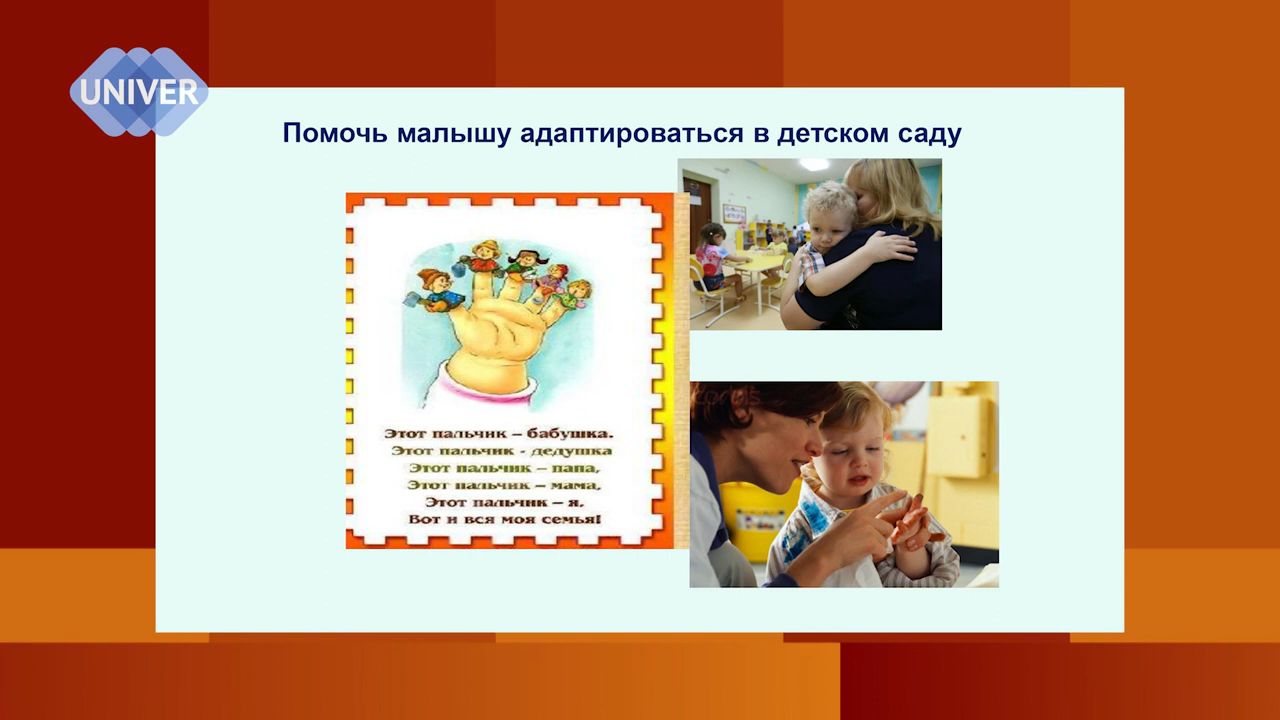 UNIVER
Помочь малышу адаптироваться в детском саду
Этот пальчик – бабушка.
Этот пальчик - дедушка
Этот пальчик – папа,
Этот пальчик – мама,
Этот пальчик – я,
Вот и вся моя семья!